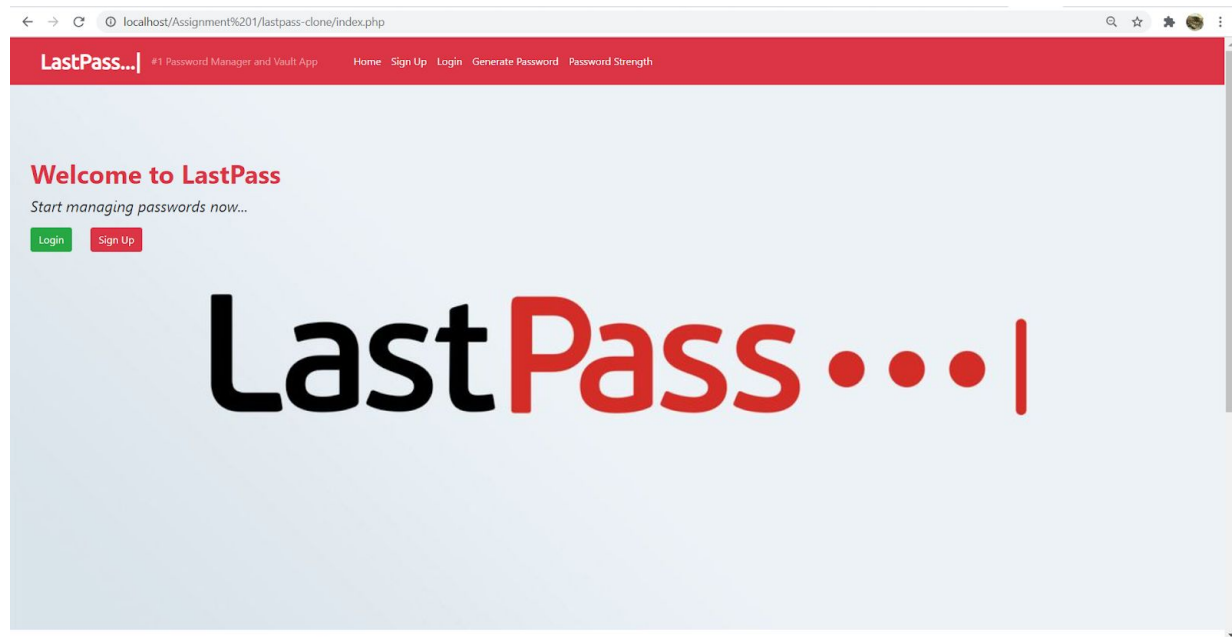 localhost/Assignment%201/lastpass-clone/index.php
LastPass...| #1 Password Manager and Vault App Home Sign Up Login Generate Password Password Strength
Welcome to LastPass
Start managing passwords now...
Login Sign Up
LastPass...|